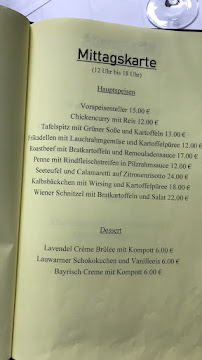 Mittagskarte
(12 Uhr bis 18 Uhr)
Hauptspeisen
Vorspeisenteller 15.00 €
Chickencurry mit Reis 12.00 €
Tafelspitz mit Grüner Soße und Kartoffeln 13.00 €
Frikadellen mit Lauchrahmgemüse und Kartoffelpüree 12.00 €
Roastbeef mit Bratkartoffeln und Remouladensauce 17.00 €
Penne mit Rindfleischstreifen in Pilzrahmsauce 12.00 €
Seeteufel und Calamaretti auf Zitronenrisotto 24.00 €
Kalbsbäckchen mit Wirsing und Kartoffelpüree 18.00 €
Wiener Schnitzel mit Bratkartoffeln und Salat 22.00 €
Dessert
Lavendel Crème Brûlée mit Kompott 6.00 €
Lauwarmer Schokokuchen und Vanilleeis 6.00 €
Bayrisch Creme mit Kompott 6.00 €